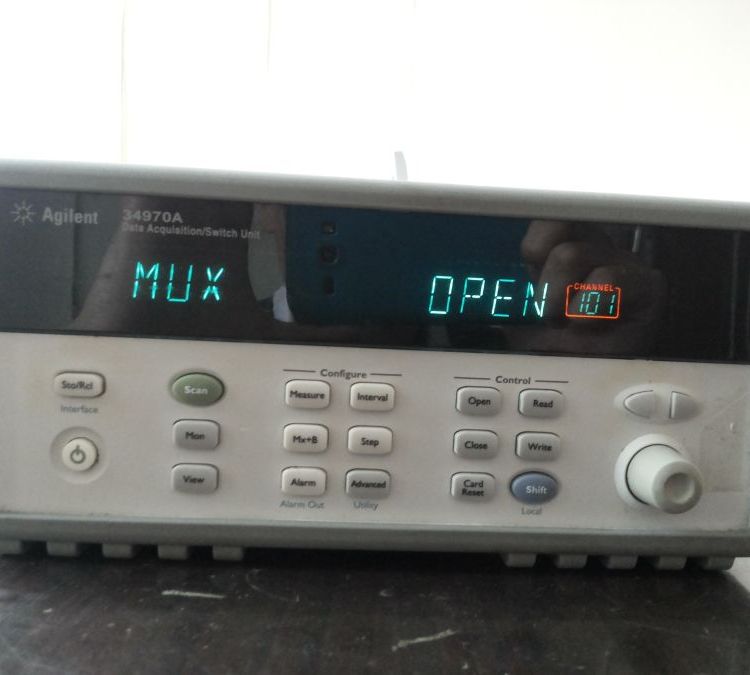 Agilent 34970A
Data Acquisition/Switch Unit
MUX OPEN CHANNEL 101
Configure Control
Sto/Rcl Scan Measure Interval Open Read
Interface
Mon Mx+B Step Close Write
View Alarm Advanced Card Reset Shift
Alarm Out Utility Local